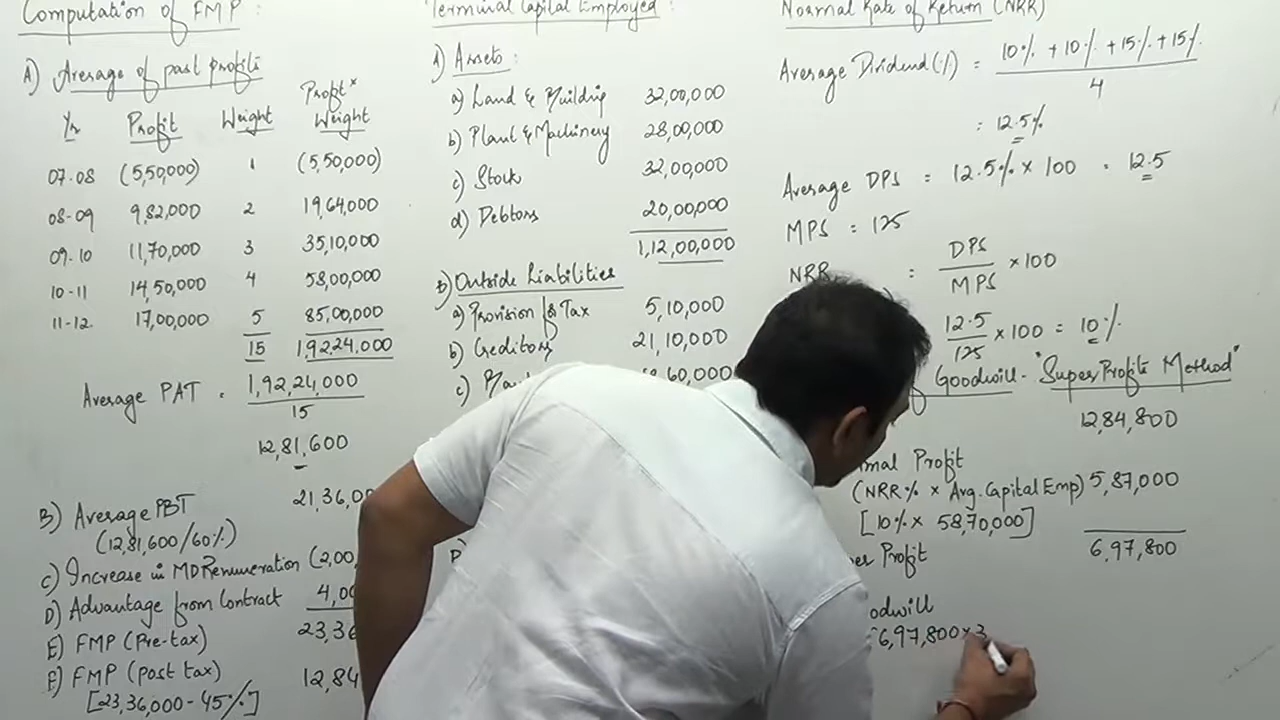 Computation of FMP :
A) Average of past profits
Yr Profit Weight Profit × Weight
07-08 (5,50,000) 1 (5,50,000)
08-09 9,82,000 2 19,64,000
09-10 11,70,000 3 35,10,000
10-11 14,50,000 4 58,00,000
11-12 17,00,000 5 85,00,000
15 1,92,24,000
Average PAT = 1,92,24,000
15
12,81,600
B) Average PBT 21,36,00
(12,81,600/60%)
C) Increase in MD Remuneration (2,00,
D) Advantage from Contract 4,00
E) FMP (Pre-tax) 23,36
F) FMP (Post tax) 12,84
[23,36,000 - 45%]
Terminal Capital Employed :
A) Assets :
a) Land & Building 32,00,000
b) Plant & Machinery 28,00,000
c) Stock 32,00,000
d) Debtors 20,00,000
1,12,00,000
B) Outside Liabilities
a) Provision for Tax 5,10,000
b) Creditors 21,10,000
c)
60,000
Normal Rate of Return (NRR)
Average Dividend (%) = 10% + 10% + 15% + 15%
4
= 12.5%
Average DPS = 12.5% × 100 = 12.5
MPS = 125
NRR = DPS × 100
MPS
12.5 × 100 = 10%
125
Goodwill - "Super Profits Method"
12,84,800
mal Profit
(NRR% × Avg. Capital Emp) 5,87,000
[10% × 58,70,000]
6,97,800
er Profit
odwill
6,97,800 × 3